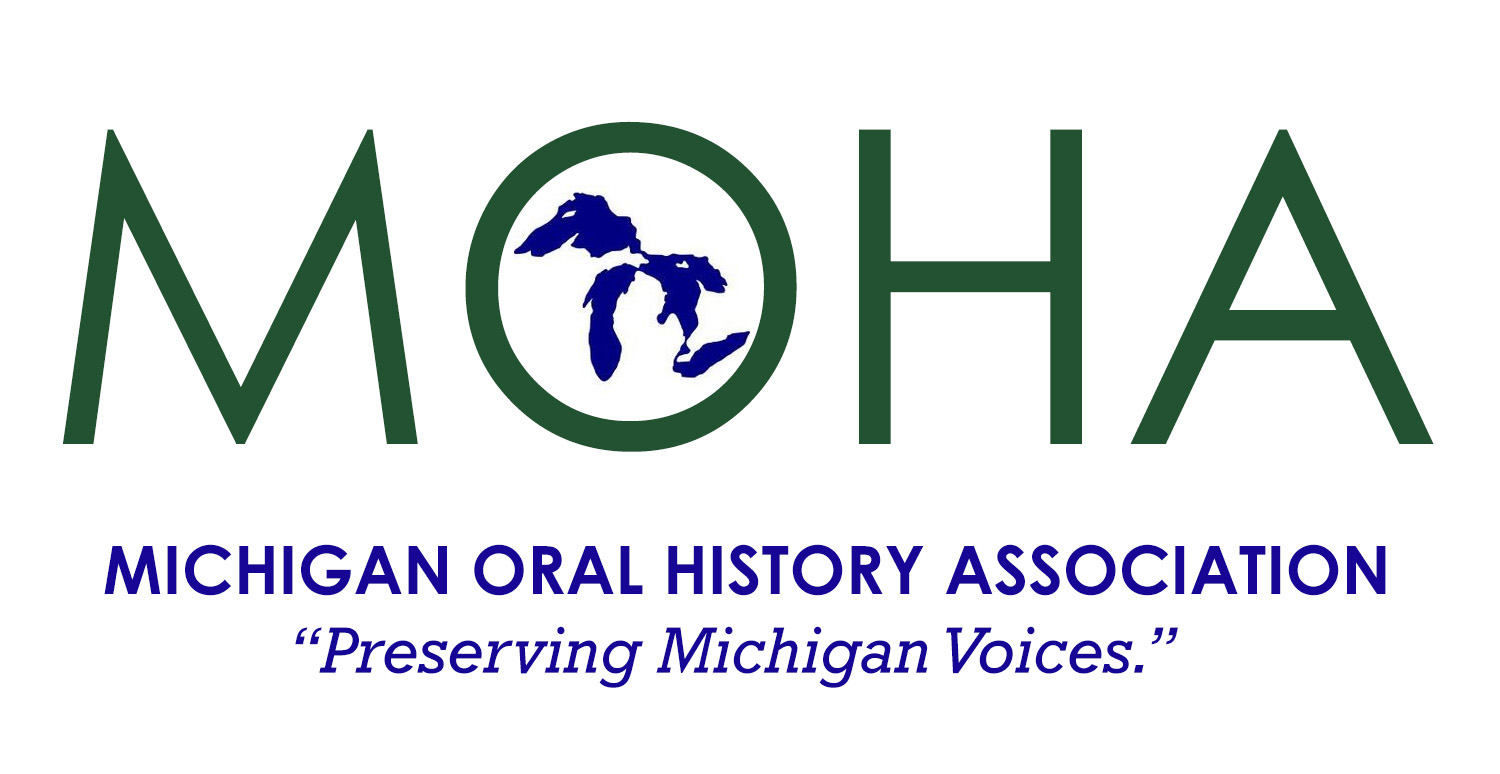 MOHA
MICHIGAN ORAL HISTORY ASSOCIATION
“Preserving Michigan Voices.”